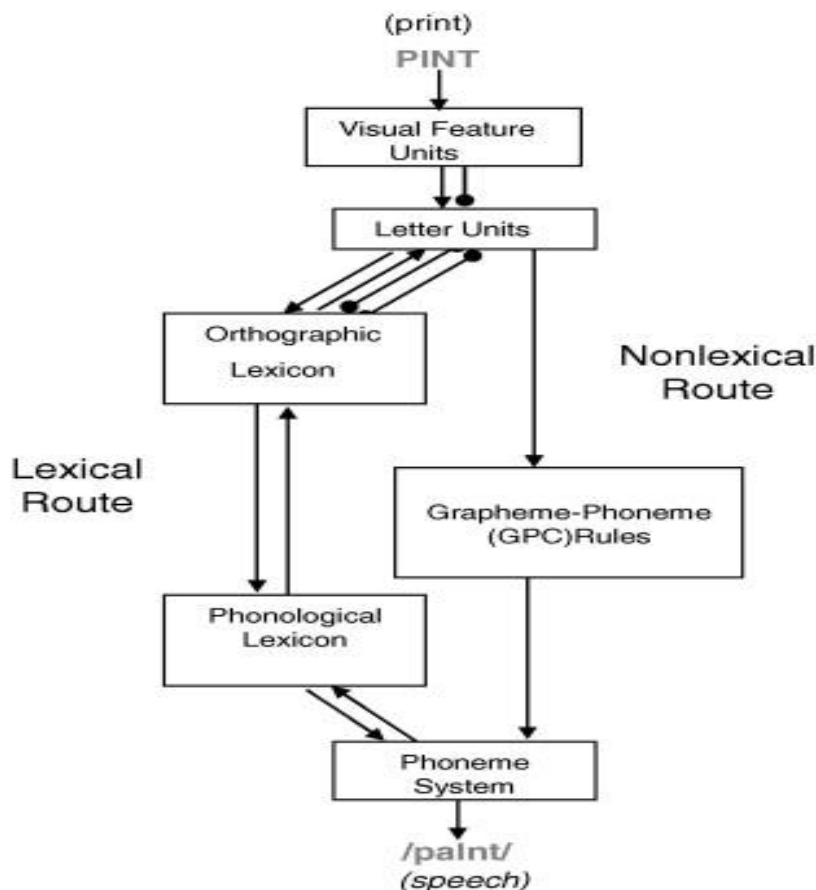 (print)
PINT
Visual Feature
Units
Letter Units
Orthographic
Lexicon
Nonlexical
Route
Lexical
Route
Grapheme-Phoneme
(GPC)Rules
Phonological
Lexicon
Phoneme
System
/paInt/
(speech)